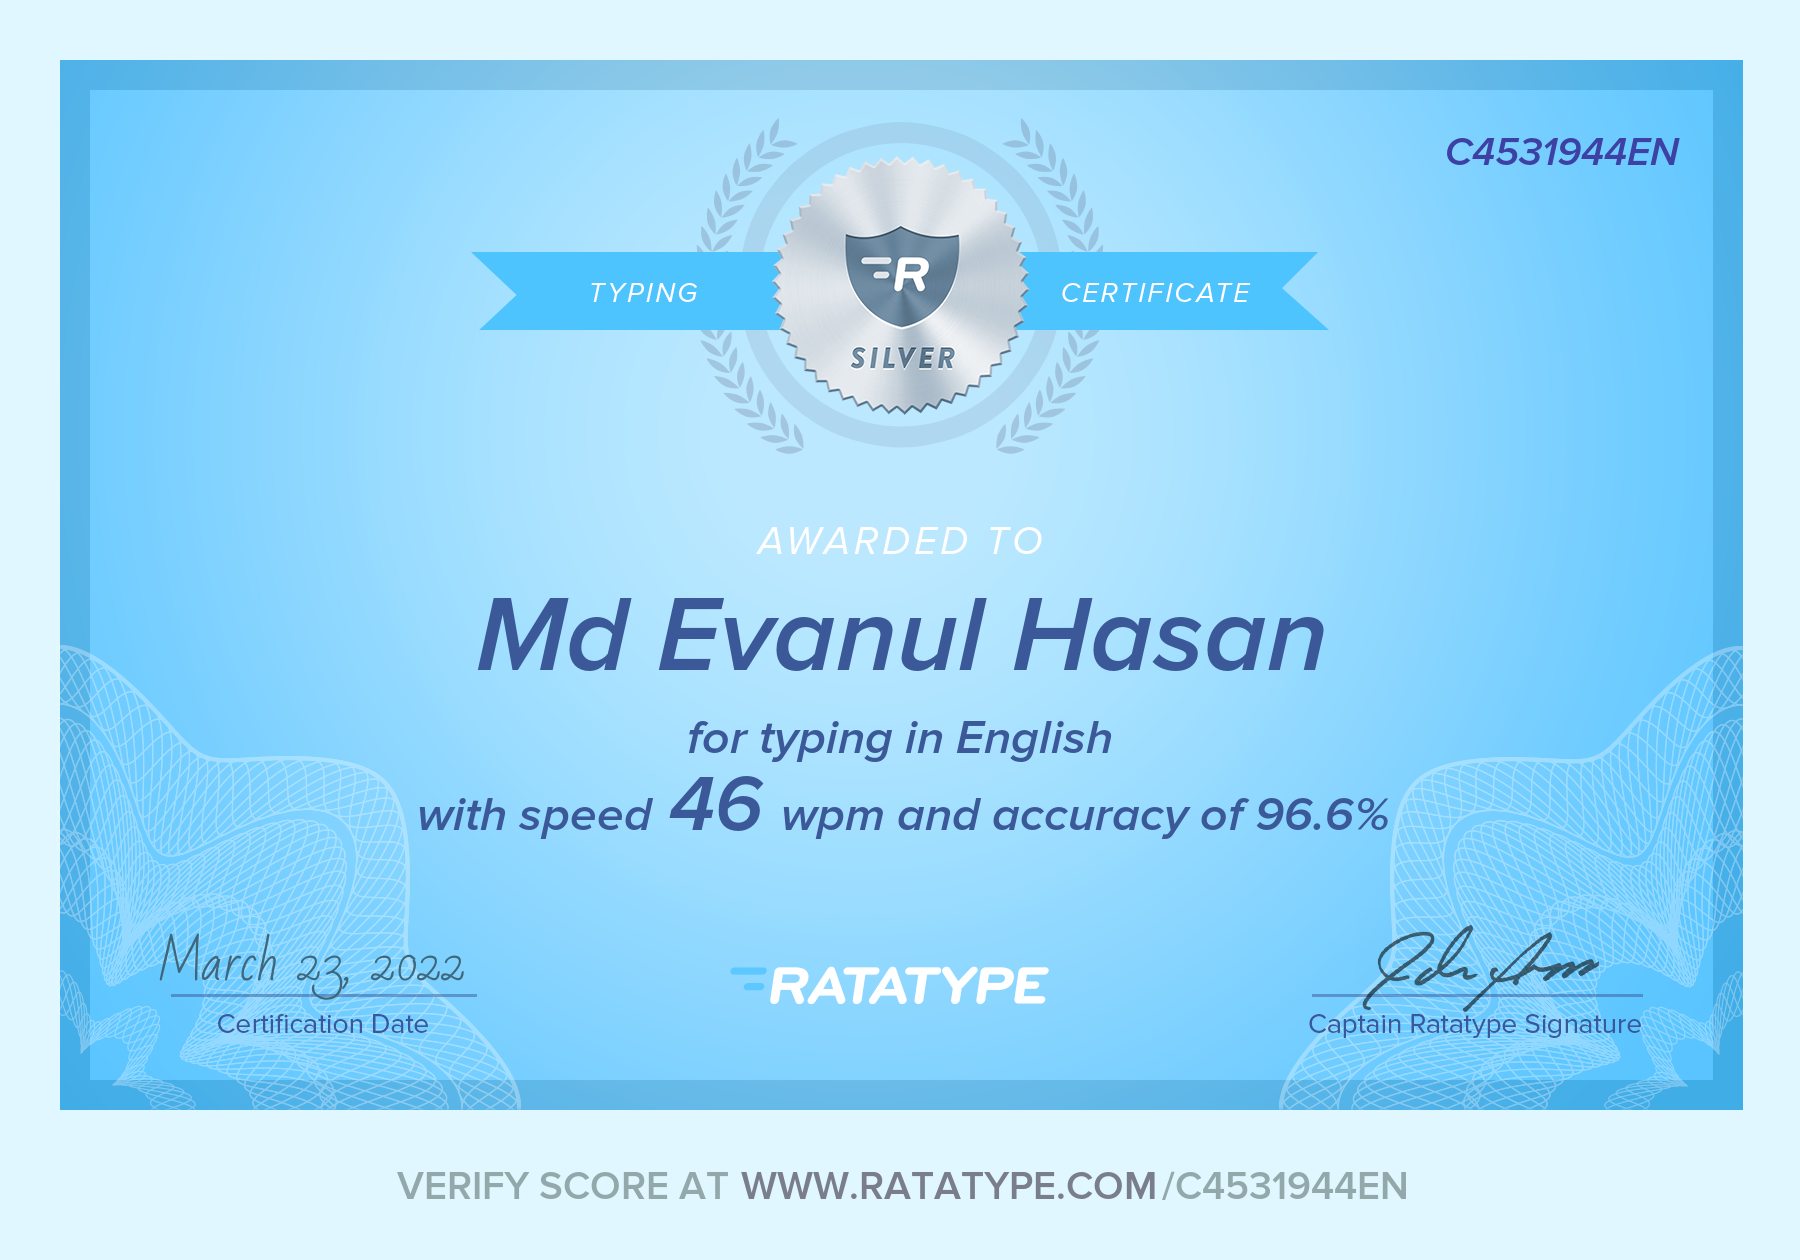 C4531944EN
TYPING
R
CERTIFICATE
SILVER
AWARDED TO
Md Evanul Hasan
for typing in English
with speed 46 wpm and accuracy of 96.6%
March 23, 2022
Certification Date
RATATYPE
Captain Ratatype Signature
VERIFY SCORE AT WWW.RATATYPE.COM/C4531944EN